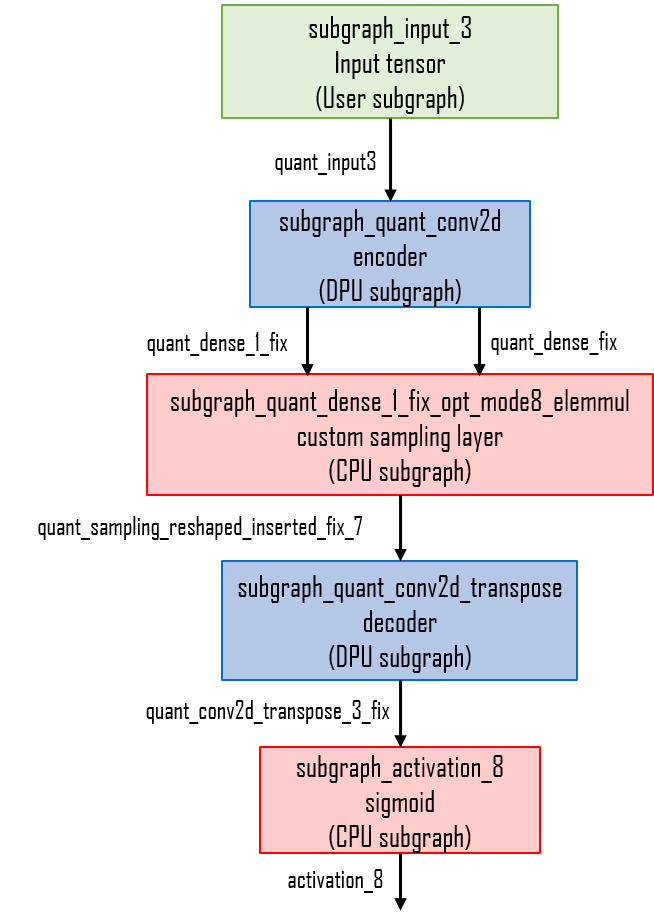 subgraph_input_3
Input tensor
(User subgraph)
quant_input3
subgraph_quant_conv2d
encoder
(DPU subgraph)
quant_dense_1_fix
quant_dense_fix
subgraph_quant_dense_1_fix_opt_mode8_elemmul
custom sampling layer
(CPU subgraph)
quant_sampling_reshaped_inserted_fix_7
subgraph_quant_conv2d_transpose
decoder
(DPU subgraph)
quant_conv2d_transpose_3_fix
subgraph_activation_8
sigmoid
(CPU subgraph)
activation_8